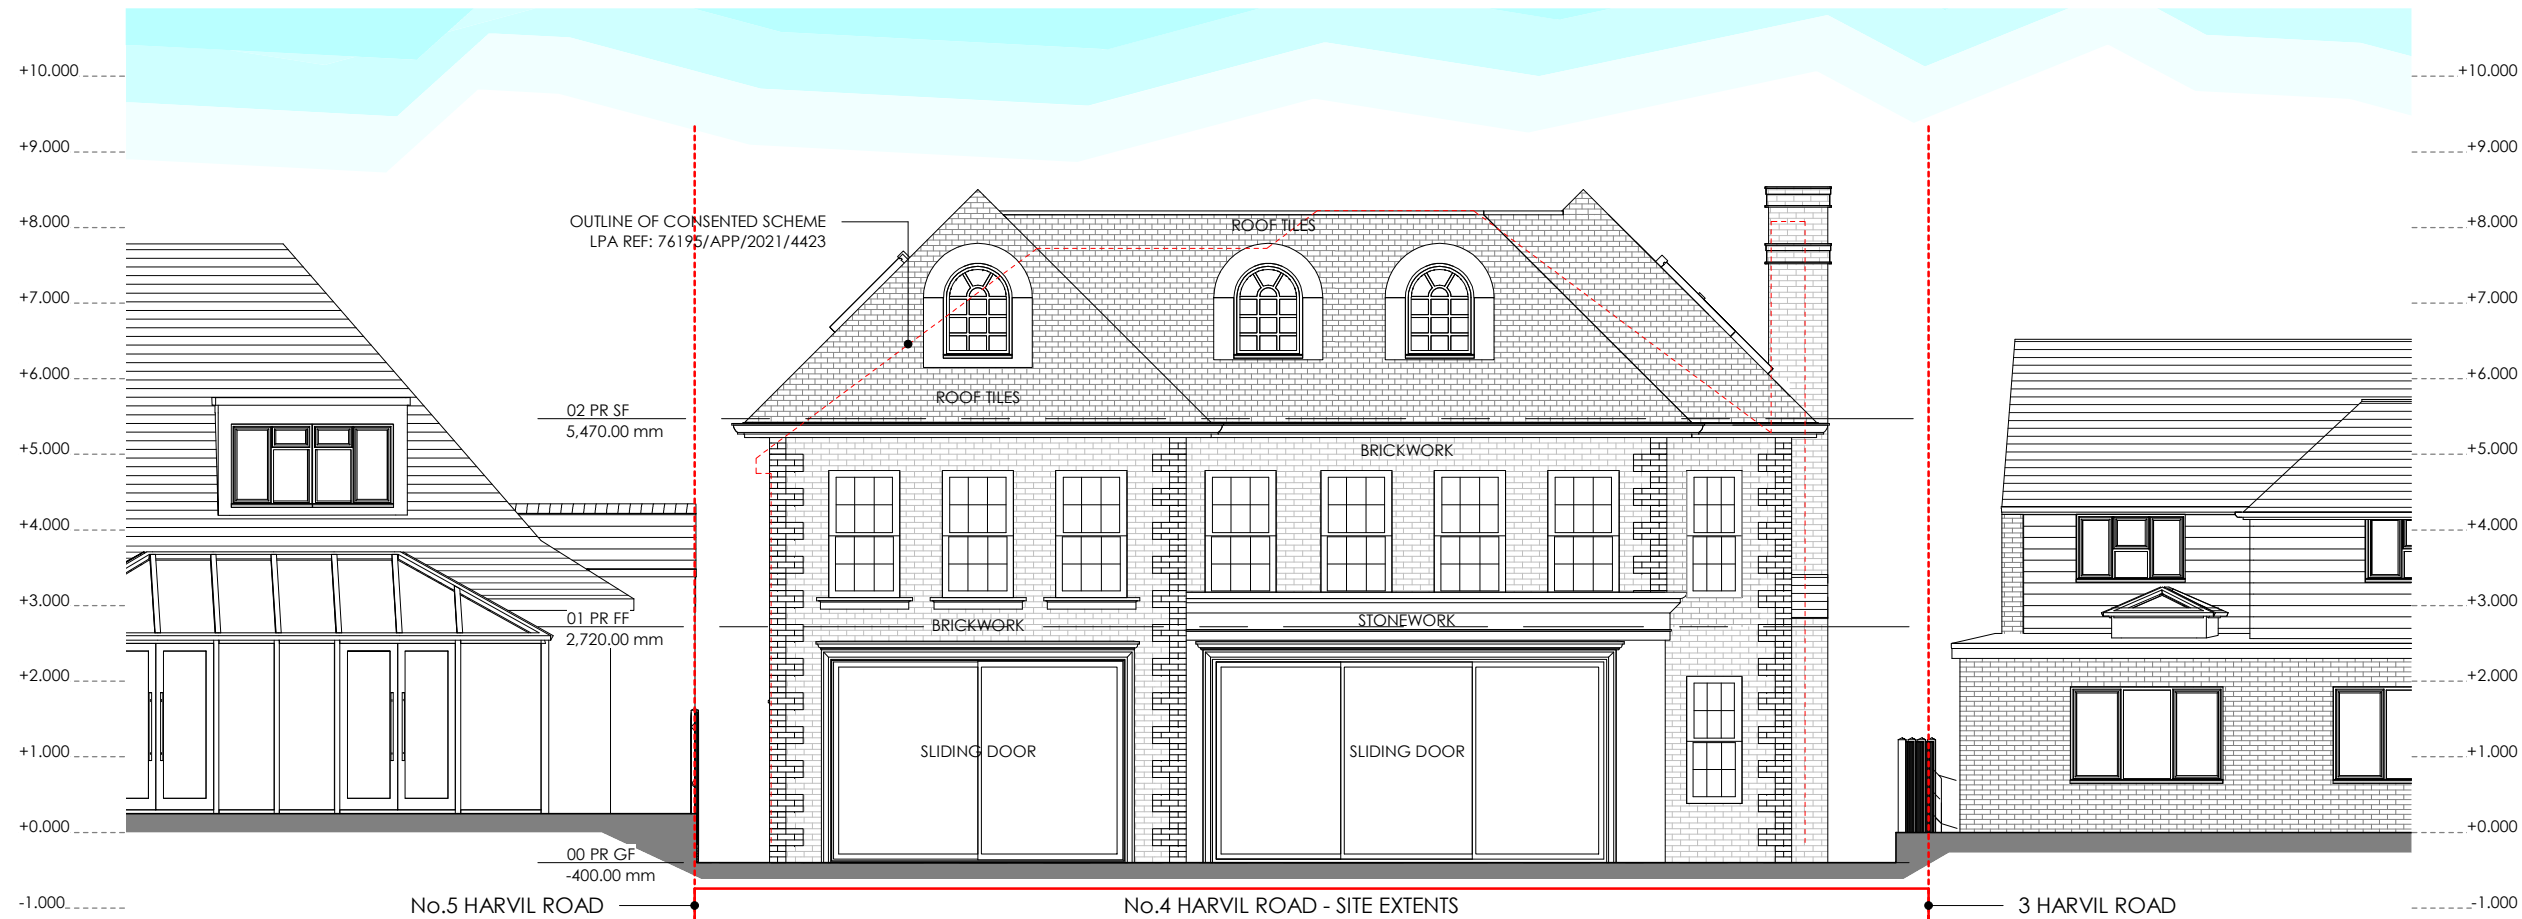 +10.000
+9.000
+8.000
+7.000
+6.000
+5.000
+4.000
+3.000
+2.000
+1.000
+0.000
-1.000
OUTLINE OF CONSENTED SCHEME
LPA REF: 76195/APP/2021/4423
ROOF TILES
ROOF TILES
02 PR SF
5,470.00 mm
BRICKWORK
01 PR FF
2,720.00 mm
BRICKWORK
STONEWORK
SLIDING DOOR
SLIDING DOOR
00 PR GF
-400.00 mm
No.5 HARVIL ROAD
No.4 HARVIL ROAD - SITE EXTENTS
3 HARVIL ROAD
+10.000
+9.000
+8.000
+7.000
+6.000
+5.000
+4.000
+3.000
+2.000
+1.000
+0.000
-1.000